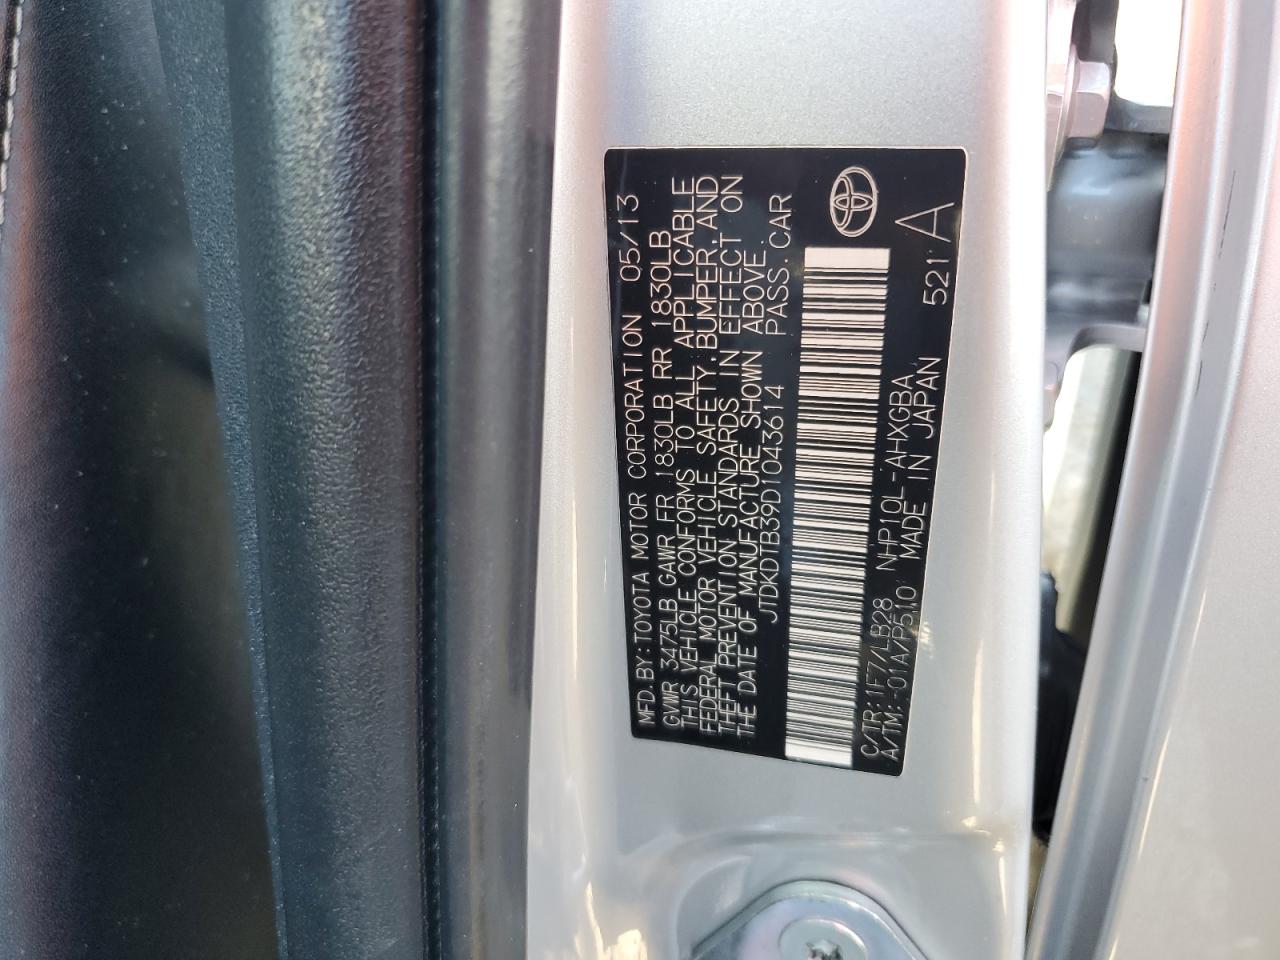 MFD. BY: TOYOTA MOTOR CORPORATION 05/13
GVWR 3475LB GAWR FR 1830LB RR 1830LB
THIS VEHICLE CONFORMS TO ALL APPLICABLE
FEDERAL MOTOR VEHICLE SAFETY, BUMPER, AND
THEFT PREVENTION STANDARDS IN EFFECT ON
THE DATE OF MANUFACTURE SHOWN ABOVE.
JTDKDTB39D1043614 PASS. CAR
C/TR: 1F7/LB28 NHP10L-AHXGBA
A/TM: -01A/P510 MADE IN JAPAN 521 A